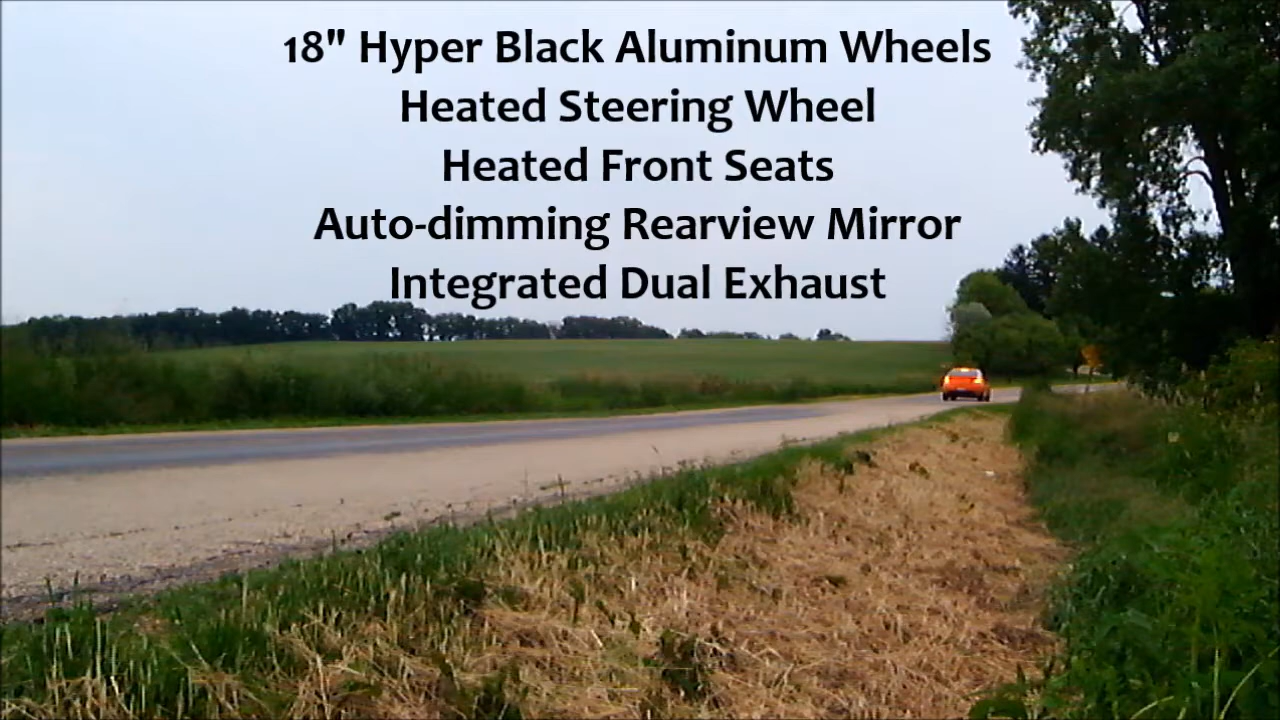 18" Hyper Black Aluminum Wheels
Heated Steering Wheel
Heated Front Seats
Auto-dimming Rearview Mirror
Integrated Dual Exhaust